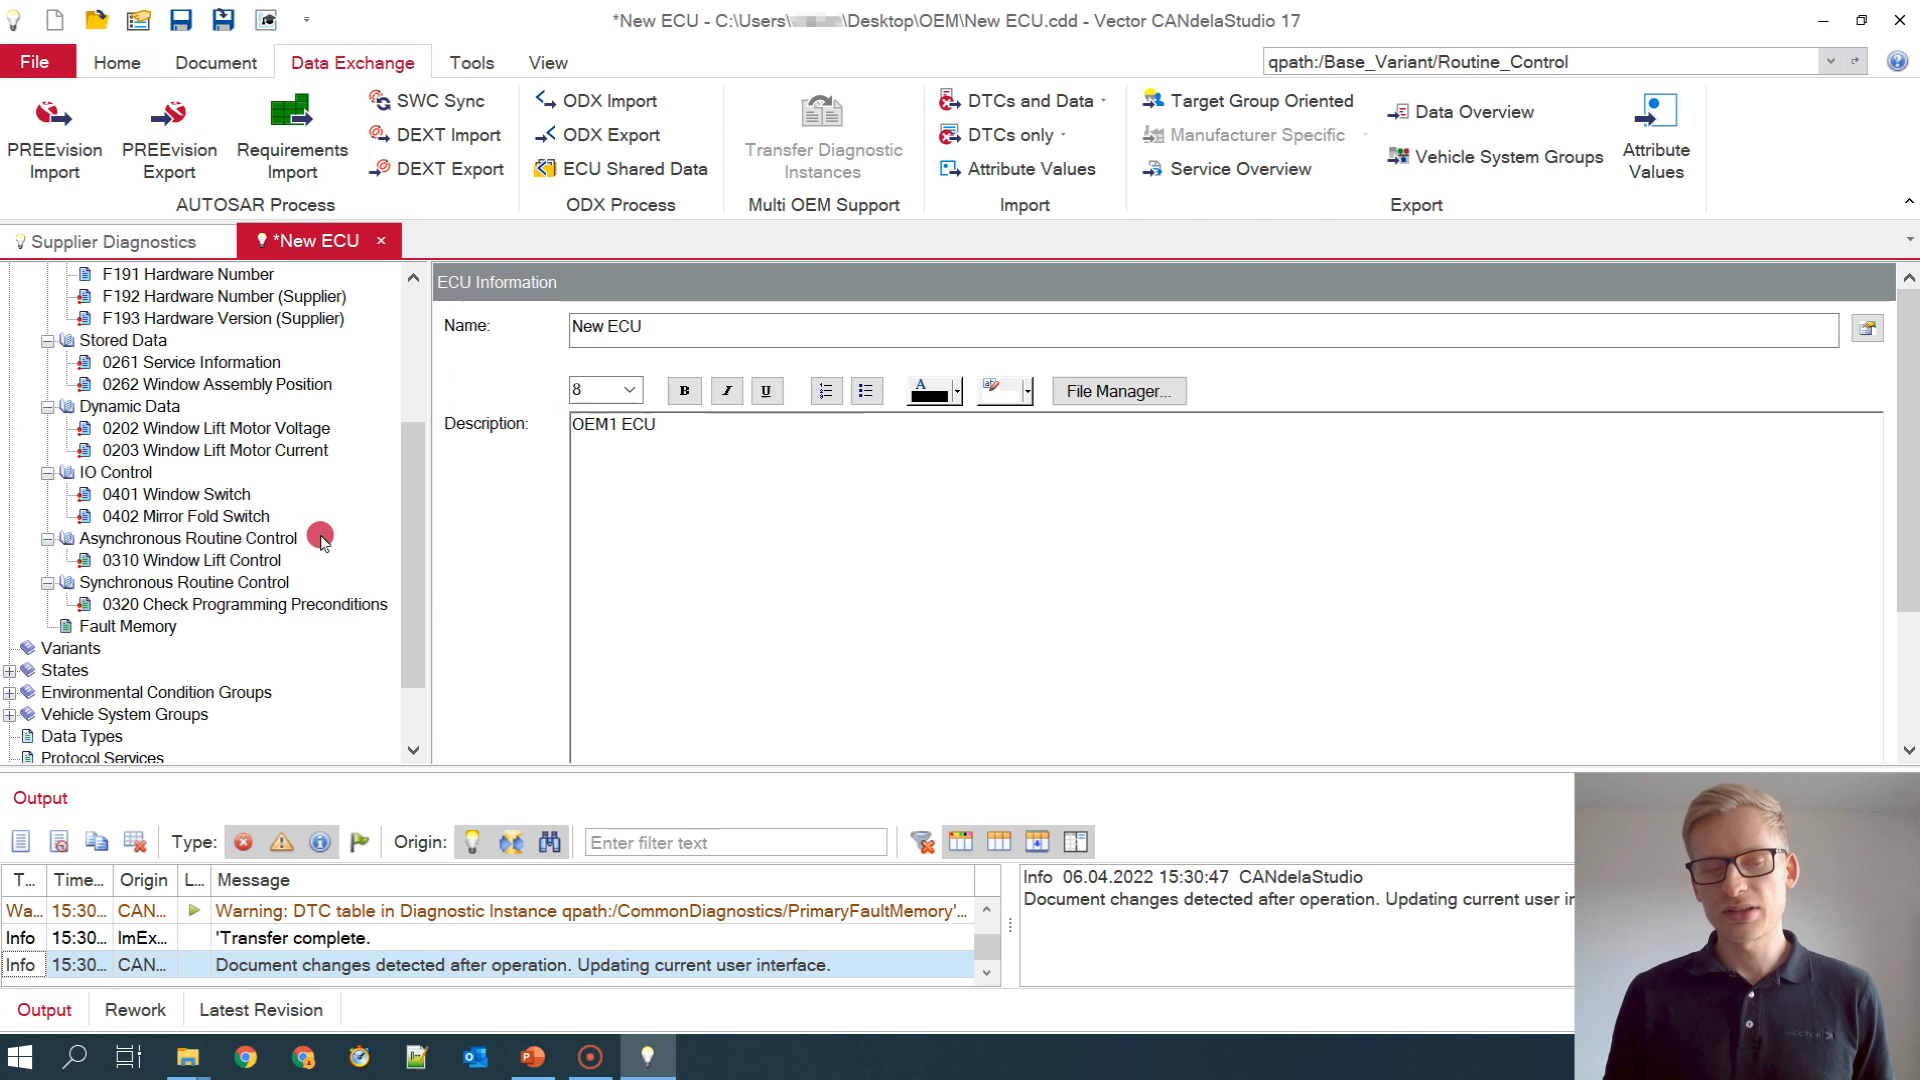 *New ECU - C:\Users\ \Desktop\OEM\New ECU.cdd - Vector CANdelaStudio 17
File Home Document Data Exchange Tools View
qpath:/Base_Variant/Routine_Control
PREEvision Import
PREEvision Export
Requirements Import
SWC Sync
DEXT Import
DEXT Export
AUTOSAR Process
ODX Import
ODX Export
ECU Shared Data
ODX Process
Transfer Diagnostic Instances
Multi OEM Support
DTCs and Data
DTCs only
Attribute Values
Import
Target Group Oriented
Manufacturer Specific
Service Overview
Data Overview
Vehicle System Groups
Attribute Values
Export
Supplier Diagnostics
*New ECU
F191 Hardware Number
F192 Hardware Number (Supplier)
F193 Hardware Version (Supplier)
Stored Data
0261 Service Information
0262 Window Assembly Position
Dynamic Data
0202 Window Lift Motor Voltage
0203 Window Lift Motor Current
IO Control
0401 Window Switch
0402 Mirror Fold Switch
Asynchronous Routine Control
0310 Window Lift Control
Synchronous Routine Control
0320 Check Programming Preconditions
Fault Memory
Variants
States
Environmental Condition Groups
Vehicle System Groups
Data Types
Protocol Services
ECU Information
Name: New ECU
8 B I U A File Manager...
Description: OEM1 ECU
Output
Type: Origin: Enter filter text
T... Time... Origin L... Message
Wa... 15:30... CAN... Warning: DTC table in Diagnostic Instance qpath:/CommonDiagnostics/PrimaryFaultMemory'...
Info 15:30... ImEx... 'Transfer complete.
Info 15:30... CAN... Document changes detected after operation. Updating current user interface.
Info 06.04.2022 15:30:47 CANdelaStudio
Document changes detected after operation. Updating current user ir
Output Rework Latest Revision